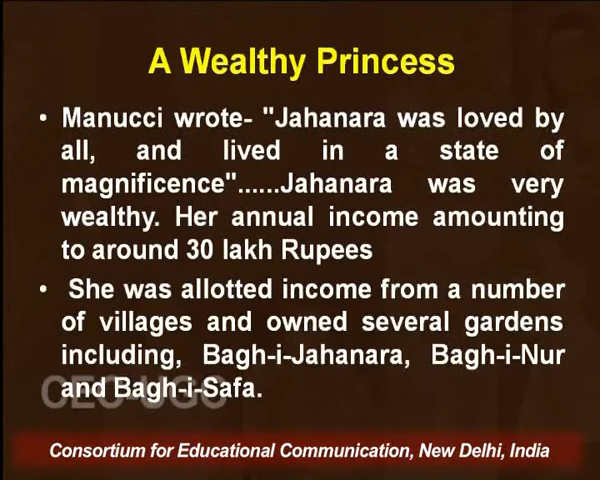 A Wealthy Princess
• Manucci wrote- "Jahanara was loved by
all, and lived in a state of
magnificence"......Jahanara was very
wealthy. Her annual income amounting
to around 30 lakh Rupees
• She was allotted income from a number
of villages and owned several gardens
including, Bagh-i-Jahanara, Bagh-i-Nur
and Bagh-i-Safa.
CEC-UGC
Consortium for Educational Communication, New Delhi, India